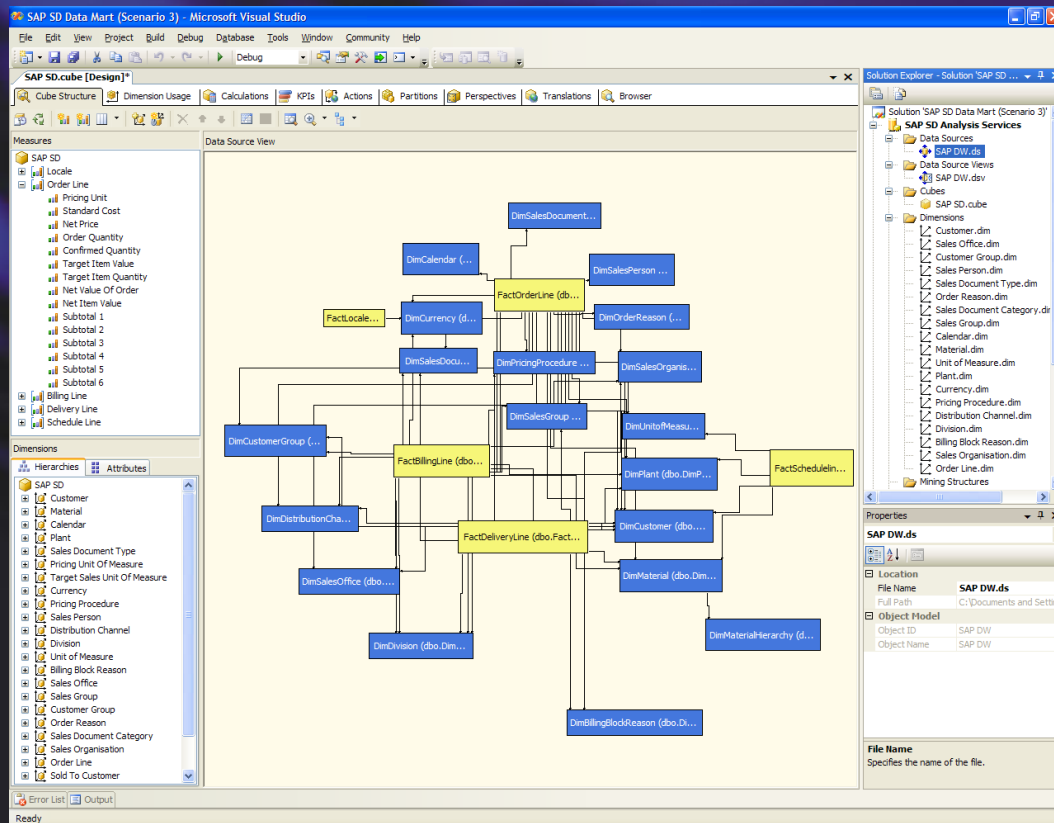 SAP SD Data Mart (Scenario 3) - Microsoft Visual Studio
File Edit View Project Build Debug Database Tools Window Community Help
Debug
SAP SD.cube [Design]*
Cube Structure Dimension Usage Calculations KPIs Actions Partitions Perspectives Translations Browser
Measures
SAP SD
Locale
Order Line
Pricing Unit
Standard Cost
Net Price
Order Quantity
Confirmed Quantity
Target Item Value
Target Item Quantity
Net Value Of Order
Net Item Value
Subtotal 1
Subtotal 2
Subtotal 3
Subtotal 4
Subtotal 5
Subtotal 6
Billing Line
Delivery Line
Schedule Line
Dimensions
Hierarchies Attributes
SAP SD
Customer
Material
Calendar
Plant
Sales Document Type
Pricing Unit Of Measure
Target Sales Unit Of Measure
Currency
Pricing Procedure
Sales Person
Distribution Channel
Division
Unit of Measure
Billing Block Reason
Sales Office
Sales Group
Customer Group
Order Reason
Sales Document Category
Sales Organisation
Order Line
Sold To Customer
Data Source View
DimSalesDocument...
DimCalendar (...
DimSalesPerson ...
FactOrderLine (db...
FactLocale...
DimCurrency (d...
DimOrderReason (...
DimSalesDocu...
DimPricingProcedure ...
DimSalesOrganis...
DimSalesGroup ...
DimUnitofMeasu...
DimCustomerGroup (...
FactBillingLine (dbo...
DimPlant (dbo.DimP...
FactSchedulelin...
DimDistributionCha...
FactDeliveryLine (dbo.Fact...
DimCustomer (dbo....
DimSalesOffice (dbo....
DimMaterial (dbo.Dim...
DimDivision (dbo.Dim...
DimMaterialHierarchy (d...
DimBillingBlockReason (dbo.Di...
Solution Explorer - Solution 'SAP SD ...
Solution 'SAP SD Data Mart (Scenario 3)'
SAP SD Analysis Services
Data Sources
SAP DW.ds
Data Source Views
SAP DW.dsv
Cubes
SAP SD.cube
Dimensions
Customer.dim
Sales Office.dim
Customer Group.dim
Sales Person.dim
Sales Document Type.dim
Order Reason.dim
Sales Document Category.dir
Sales Group.dim
Calendar.dim
Material.dim
Unit of Measure.dim
Plant.dim
Currency.dim
Pricing Procedure.dim
Distribution Channel.dim
Division.dim
Billing Block Reason.dim
Sales Organisation.dim
Order Line.dim
Mining Structures
Properties
SAP DW.ds
Location
File Name SAP DW.ds
Full Path C:\Documents and Setti
Object Model
Object ID SAP DW
Object Name SAP DW
File Name
Specifies the name of the file.
Error List Output
Ready